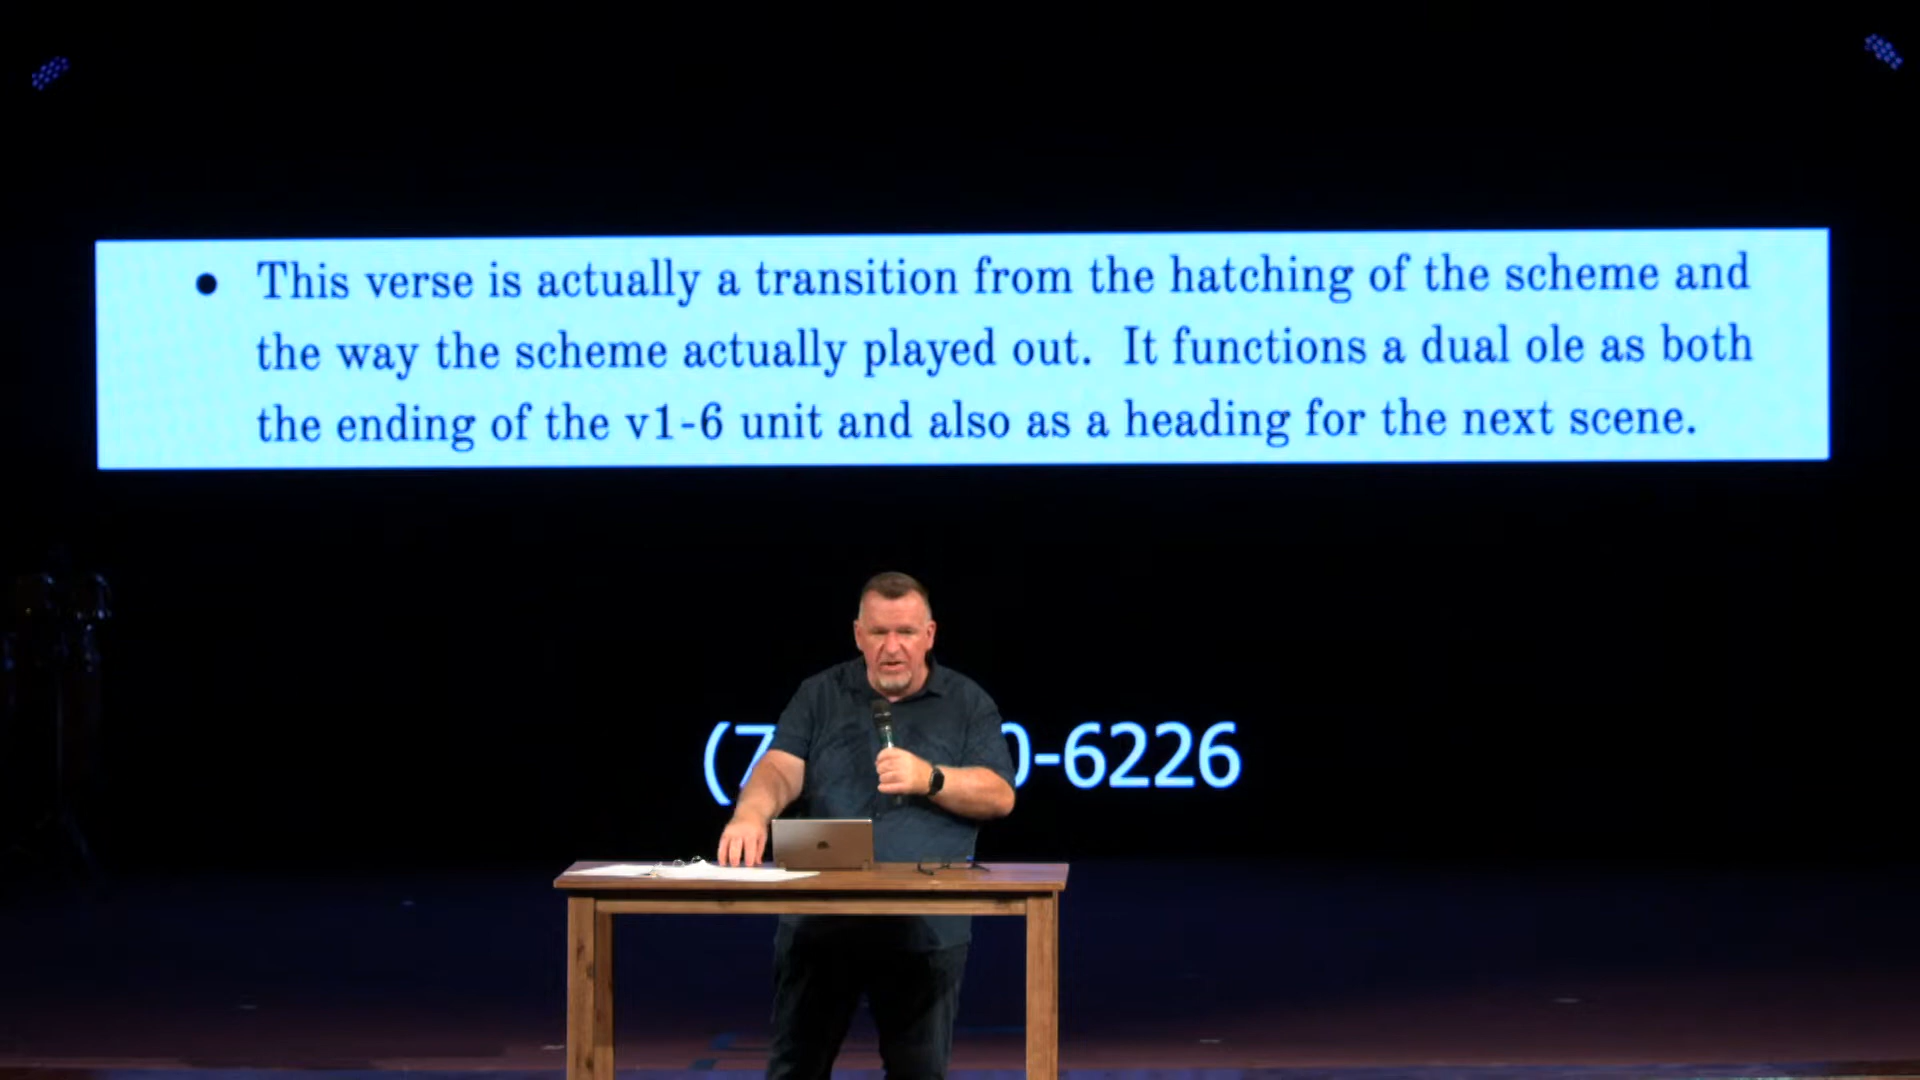 • This verse is actually a transition from the hatching of the scheme and
the way the scheme actually played out. It functions a dual ole as both
the ending of the v1-6 unit and also as a heading for the next scene.
(7 0-6226